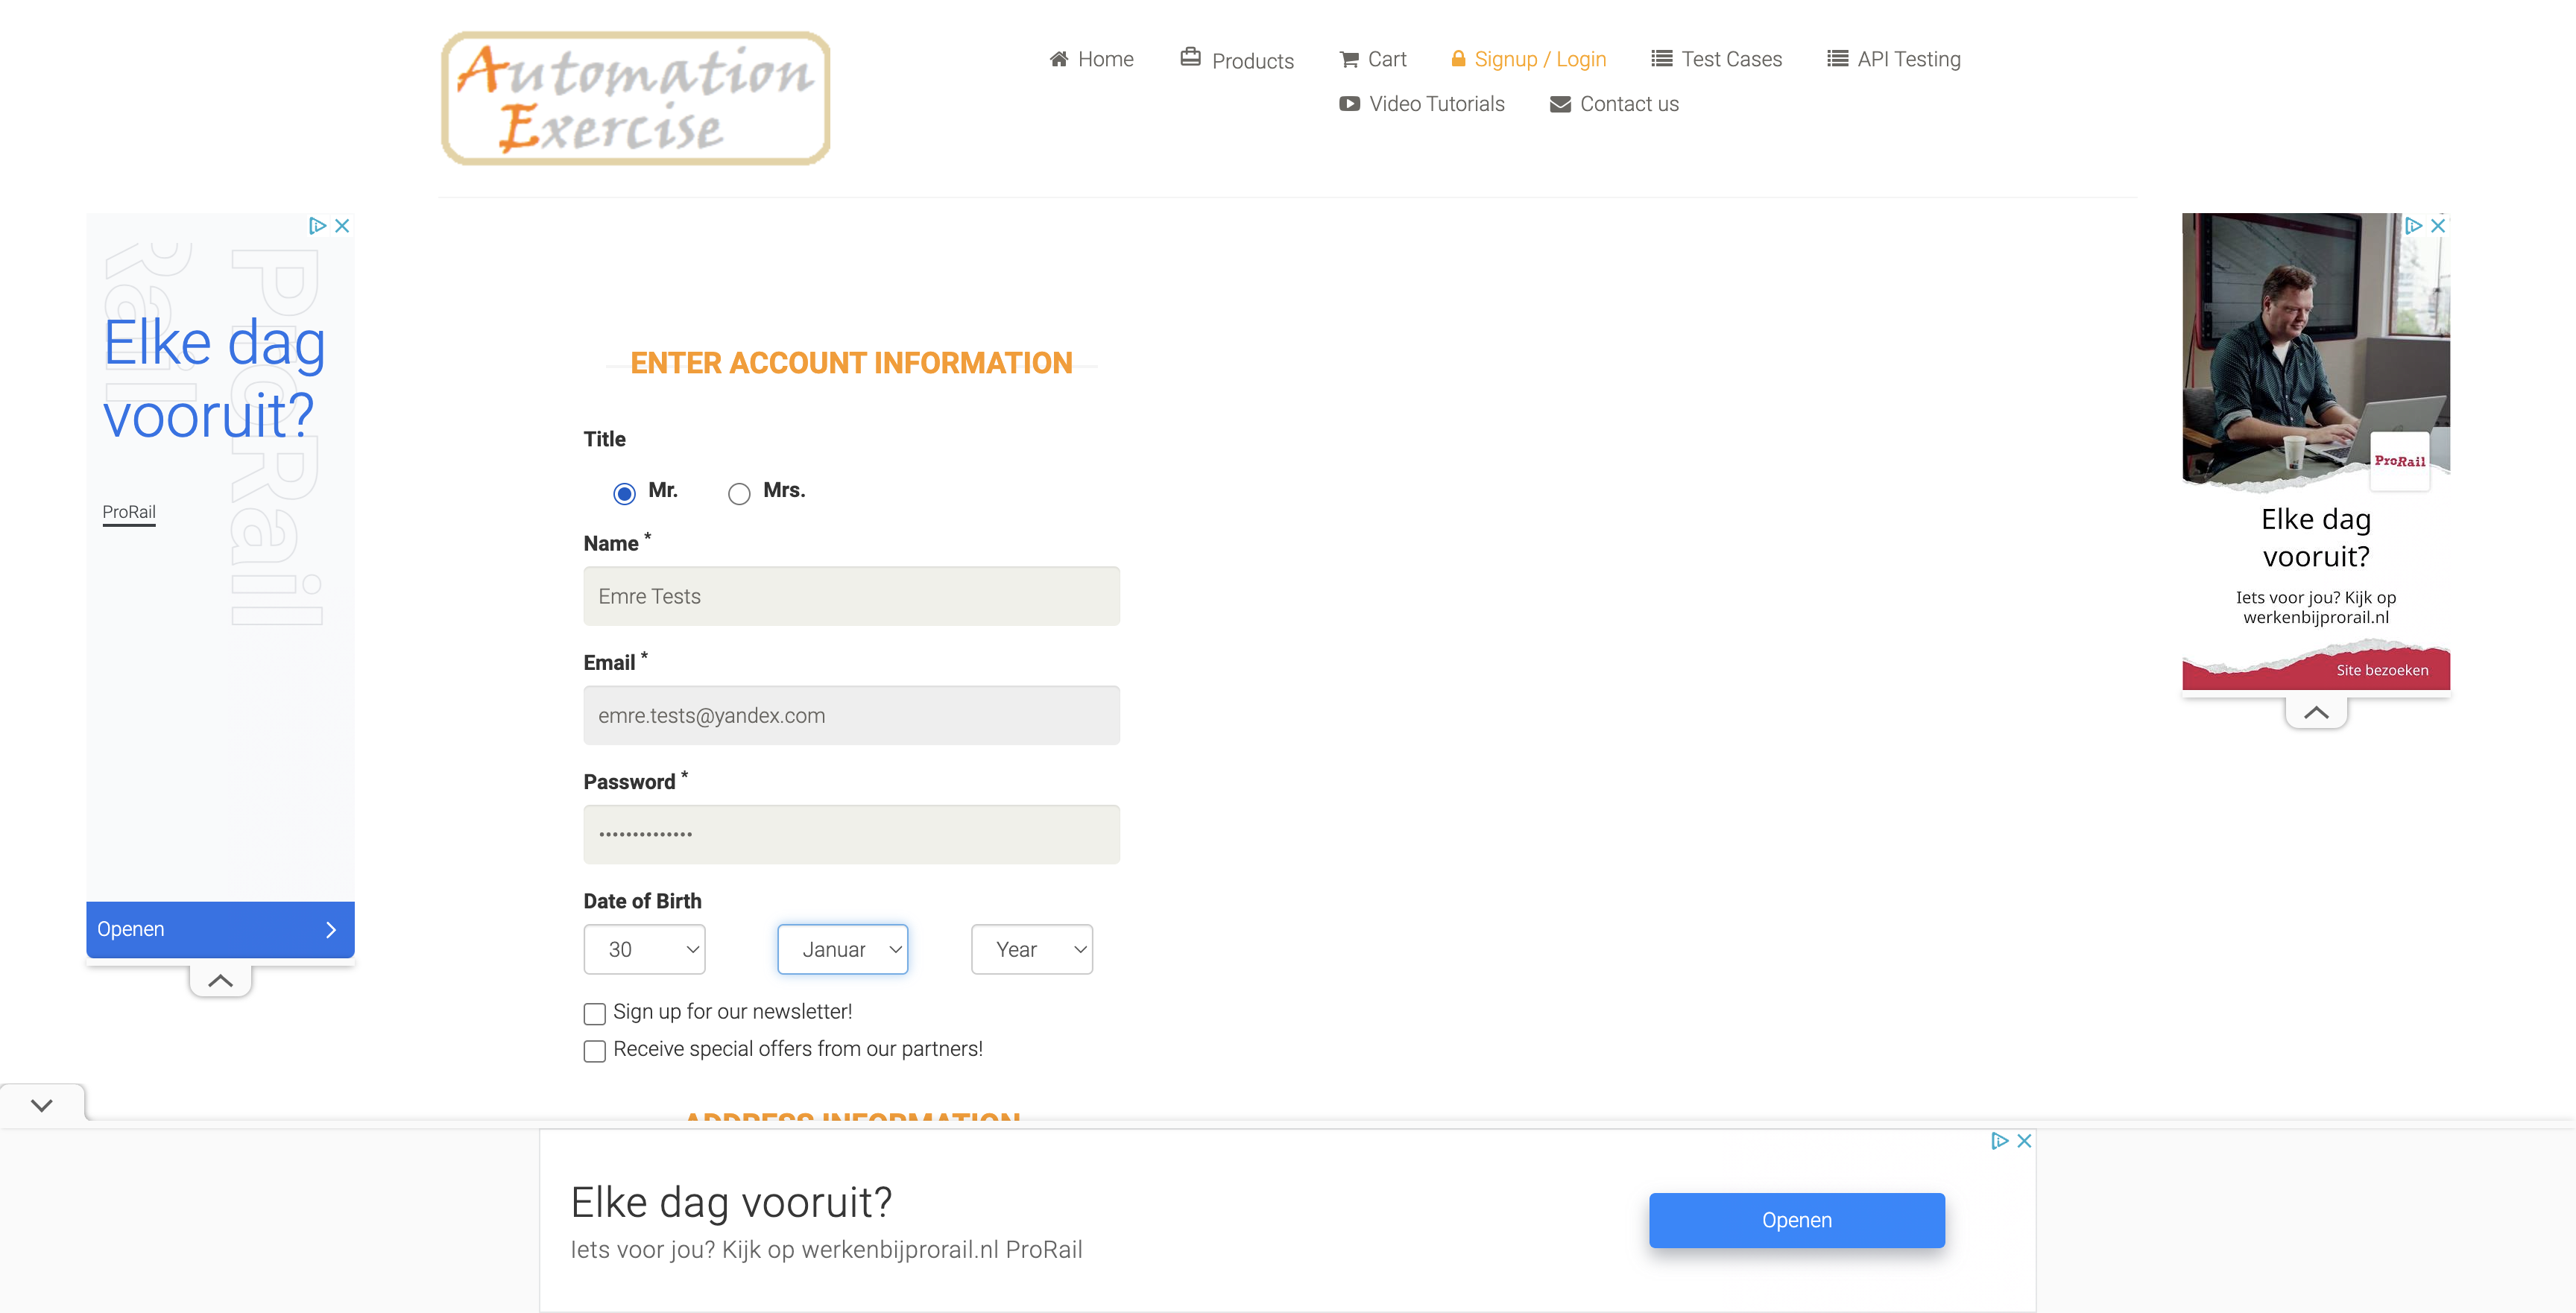 Automation
Exercise
Home
Products
Cart
Signup / Login
Test Cases
API Testing
Video Tutorials
Contact us
ProRail
Elke dag
vooruit?
ProRail
Openen
ENTER ACCOUNT INFORMATION
Title
Mr.
Mrs.
Name *
Emre Tests
Email *
emre.tests@yandex.com
Password *
••••••••••••••
Date of Birth
30
Januar
Year
Sign up for our newsletter!
Receive special offers from our partners!
ADDRESS INFORMATION
ProRail
Elke dag
vooruit?
Iets voor jou? Kijk op
werkenbijprorail.nl
Site bezoeken
Elke dag vooruit?
Iets voor jou? Kijk op werkenbijprorail.nl ProRail
Openen